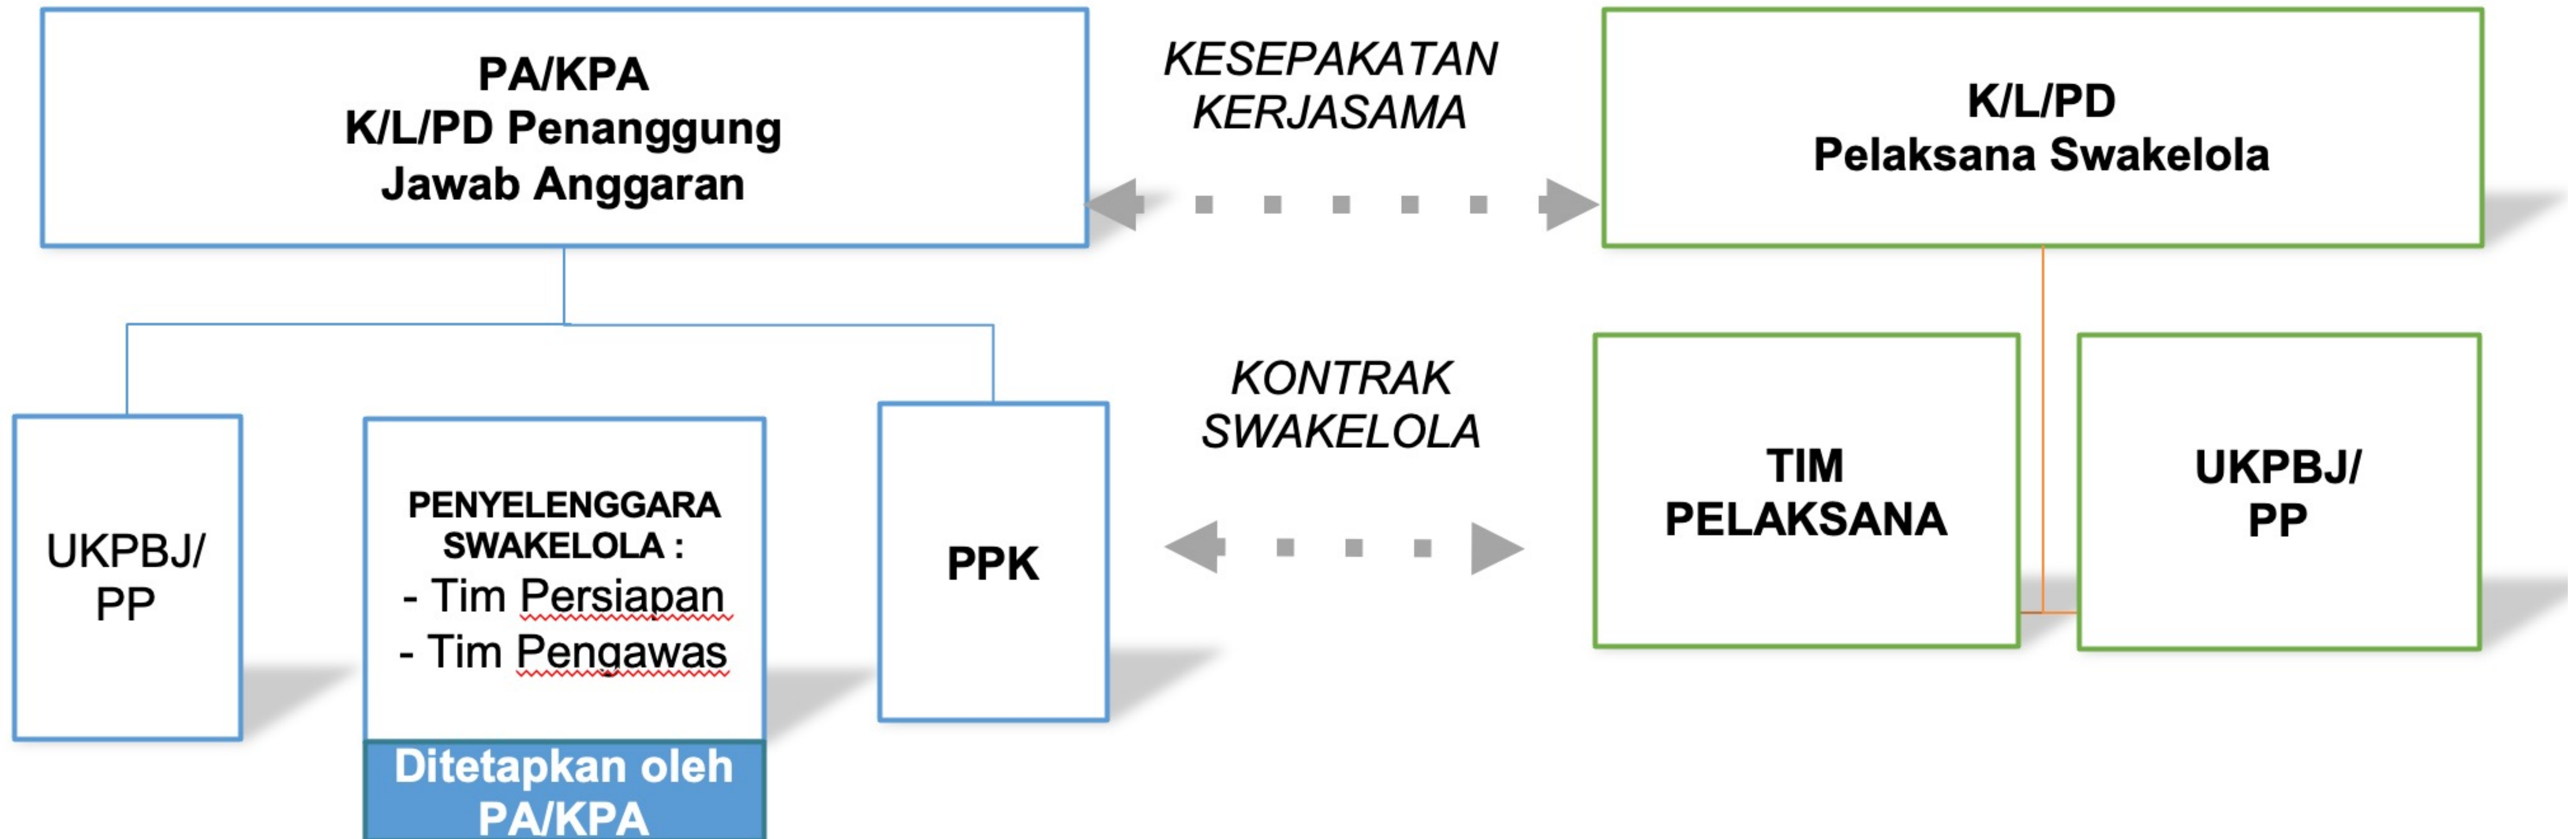 PA/KPA
K/L/PD Penanggung
Jawab Anggaran
KESEPAKATAN
KERJASAMA
K/L/PD
Pelaksana Swakelola
UKPBJ/
PP
PENYELENGGARA
SWAKELOLA :
- Tim Persiapan
- Tim Pengawas
Ditetapkan oleh
PA/KPA
PPK
KONTRAK
SWAKELOLA
TIM
PELAKSANA
UKPBJ/
PP